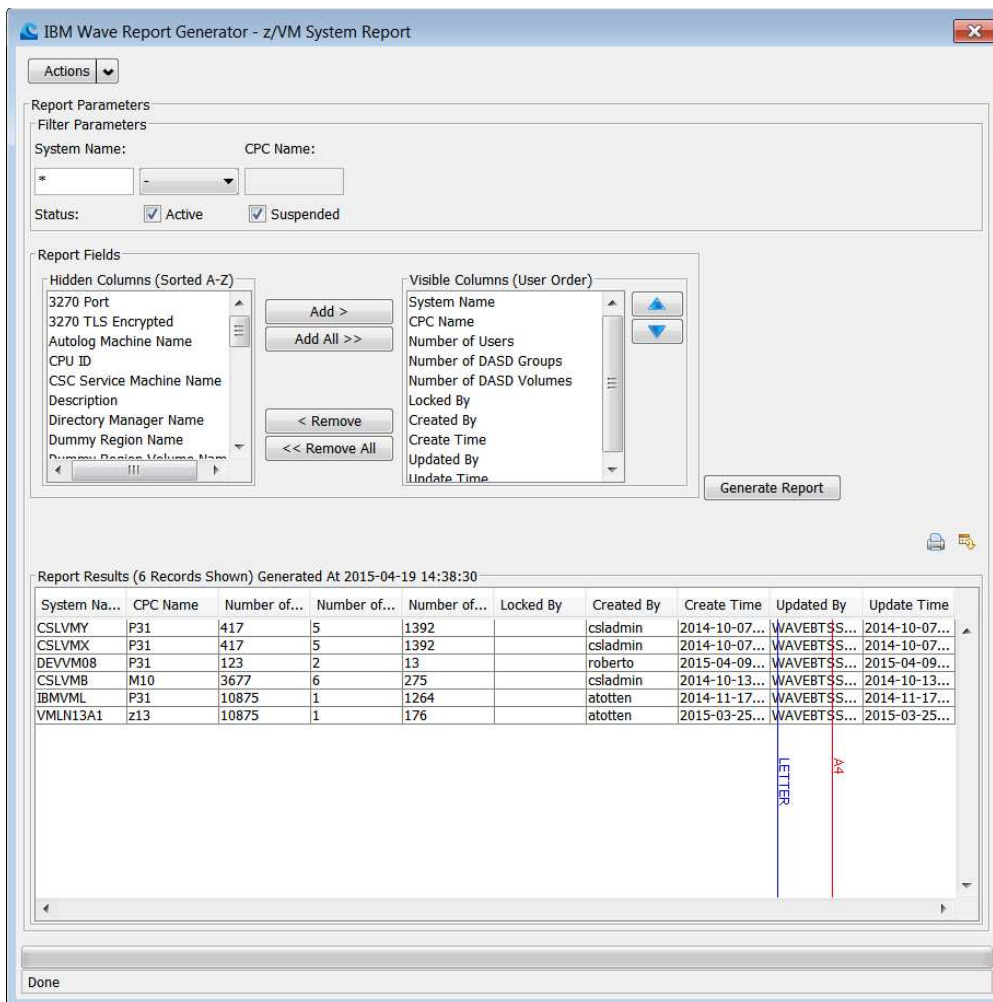 IBM Wave Report Generator - z/VM System Report
Actions
Report Parameters
Filter Parameters
System Name: CPC Name:
* -
Status: Active Suspended
Report Fields
Hidden Columns (Sorted A-Z)
3270 Port
3270 TLS Encrypted
Autolog Machine Name
CPU ID
CSC Service Machine Name
Description
Directory Manager Name
Dummy Region Name
Dummy Region Volume Nam
Add >
Add All >>
< Remove
<< Remove All
Visible Columns (User Order)
System Name
CPC Name
Number of Users
Number of DASD Groups
Number of DASD Volumes
Locked By
Created By
Create Time
Updated By
Update Time
Generate Report
Report Results (6 Records Shown) Generated At 2015-04-19 14:38:30
System Na... CPC Name Number of... Number of... Number of... Locked By Created By Create Time Updated By Update Time
CSLVMY P31 417 5 1392 csladmin 2014-10-07... WAVEBTSS... 2014-10-07...
CSLVMX P31 417 5 1392 csladmin 2014-10-07... WAVEBTSS... 2014-10-07...
DEVVM08 P31 123 2 13 roberto 2015-04-09... WAVEBTSS... 2015-04-09...
CSLVMB M10 3677 6 275 csladmin 2014-10-13... WAVEBTSS... 2014-10-13...
IBMVML P31 10875 1 1264 atotten 2014-11-17... WAVEBTSS... 2014-11-17...
VMLN13A1 z13 10875 1 176 atotten 2015-03-25... WAVEBTSS... 2015-03-25...
LETTER
A4
Done